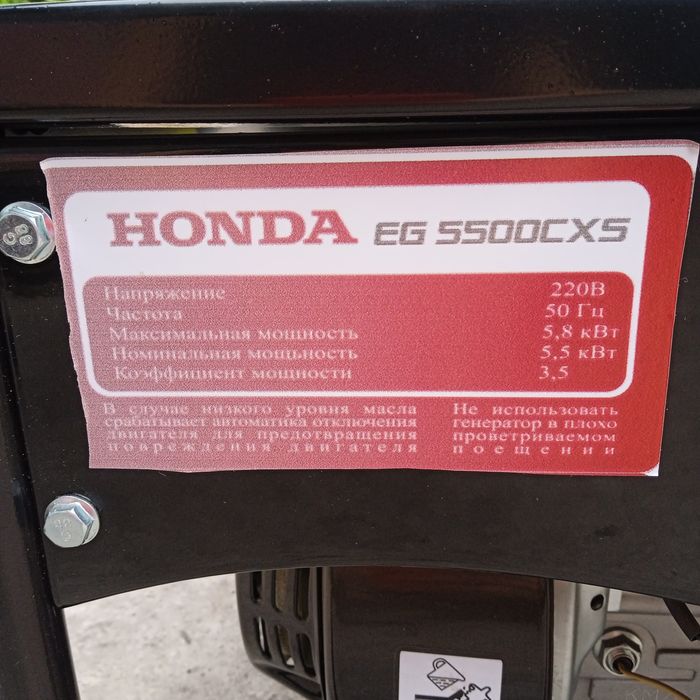 HONDA EG 5500CXS
Напряжение 220В
Частота 50 Гц
Максимальная мощность 5,8 кВт
Номинальная мощьность 5,5 кВт
Коэффициент мощности 3,5
В случае низкого уровня масла
срабатывает автоматика отключения
двигателя для предотвращения
повреждения двигателя
Не использовать
генератор в плохо
проветриваемом
поещении